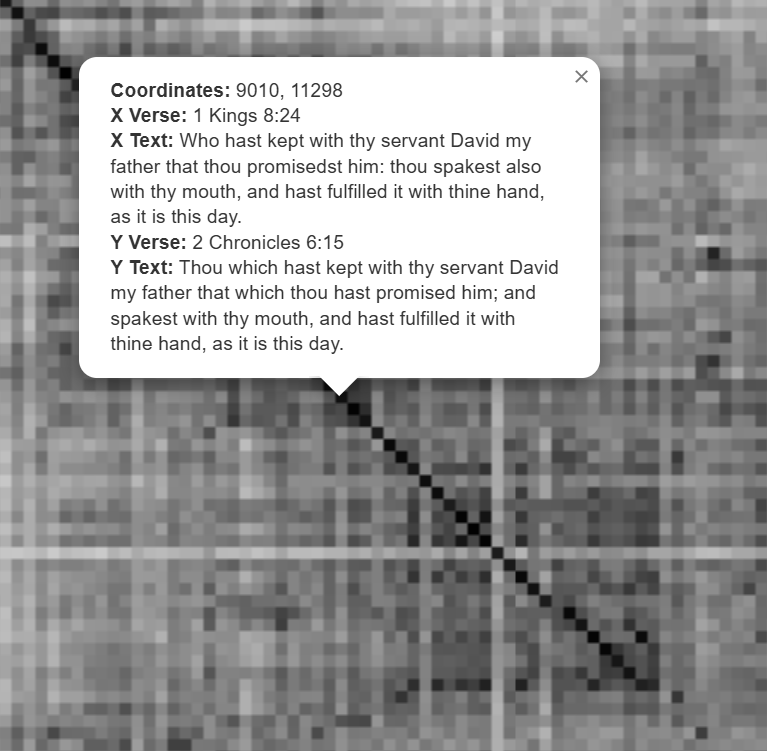 ×
Coordinates: 9010, 11298
X Verse: 1 Kings 8:24
X Text: Who hast kept with thy servant David my
father that thou promisedst him: thou spakest also
with thy mouth, and hast fulfilled it with thine hand,
as it is this day.
Y Verse: 2 Chronicles 6:15
Y Text: Thou which hast kept with thy servant David
my father that which thou hast promised him; and
spakest with thy mouth, and hast fulfilled it with
thine hand, as it is this day.